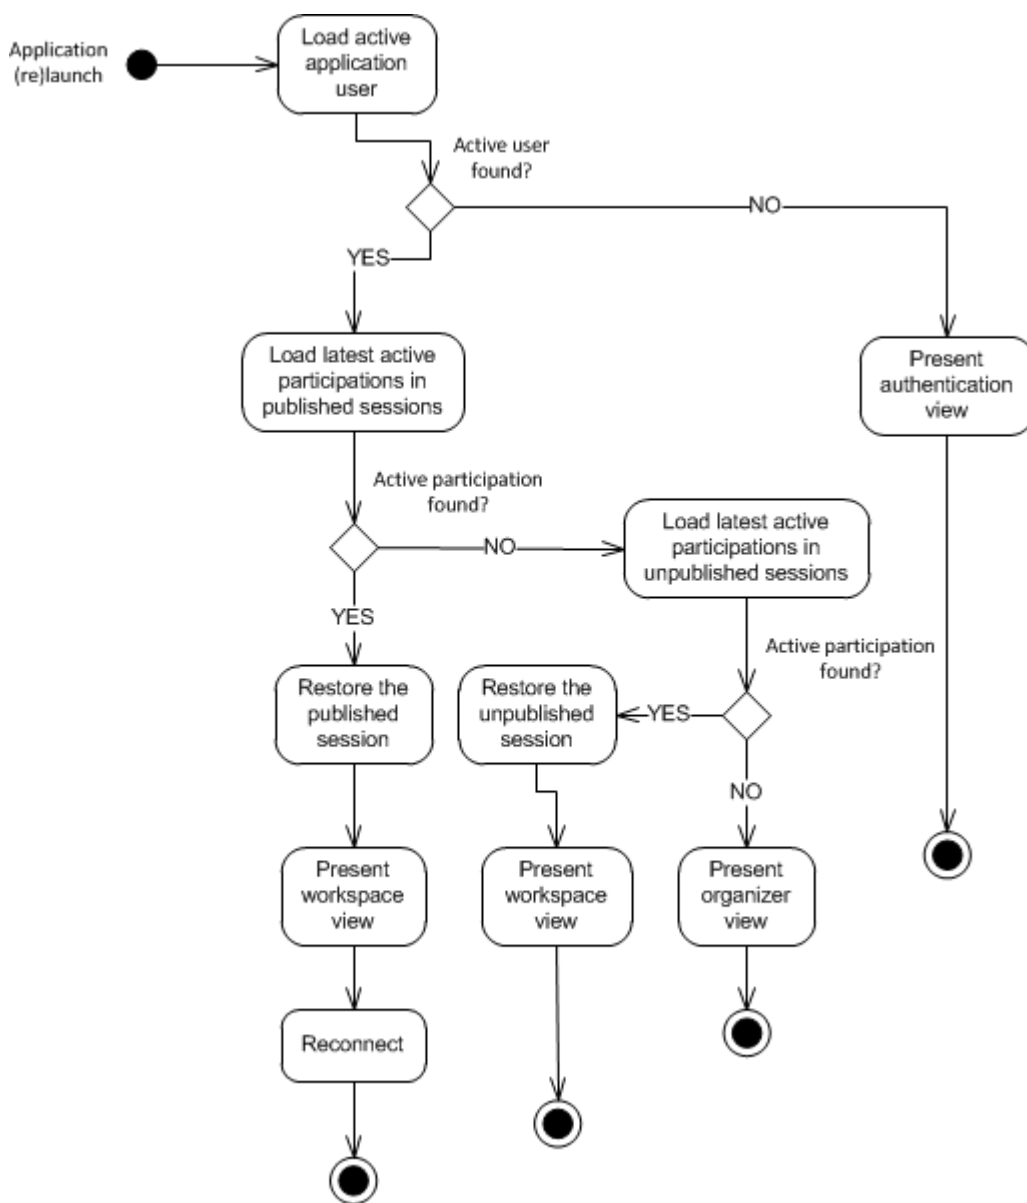 Application
(re)launch
Load active
application
user
Active user
found?
NO
YES
Load latest active
participations in
published sessions
Present
authentication
view
Active participation
found?
NO
Load latest active
participations in
unpublished sessions
YES
Active participation
found?
Restore the
published
session
Restore the
unpublished
session
YES
NO
Present
workspace
view
Present
workspace
view
Present
organizer
view
Reconnect